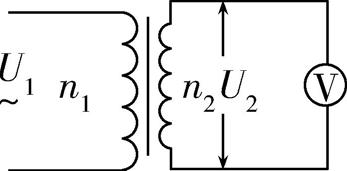 U₁ n₁ n₂ U₂ V
~